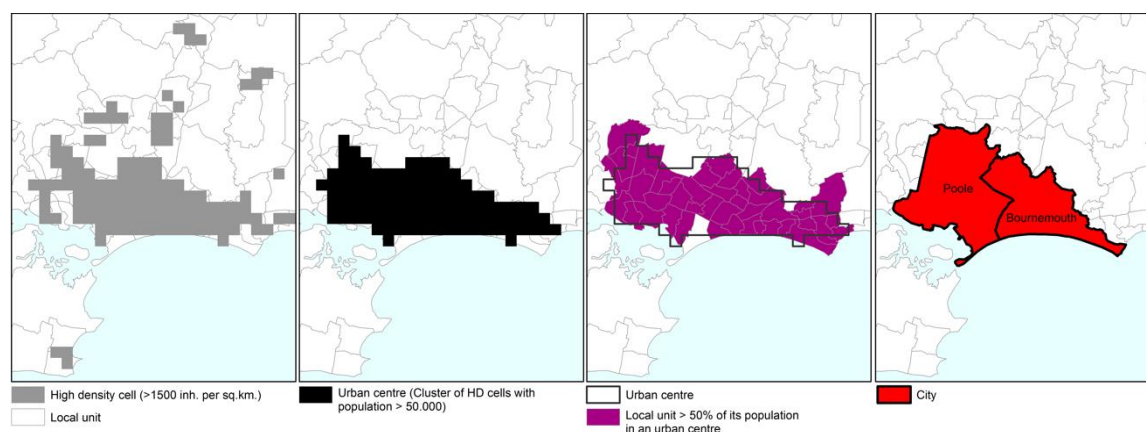 Poole
Bournemouth
High density cell (>1500 inh. per sq.km.)
Local unit
Urban centre (Cluster of HD cells with
population > 50.000)
Urban centre
Local unit > 50% of its population
in an urban centre
City